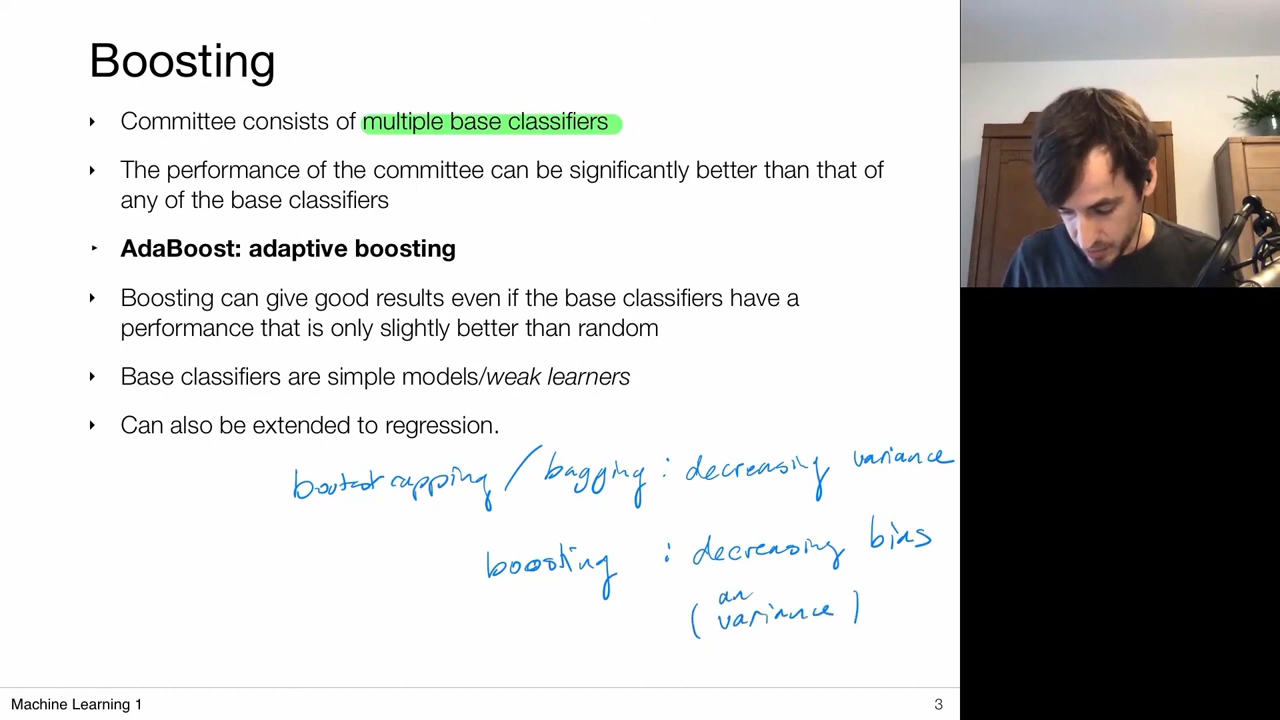 Boosting
Committee consists of multiple base classifiers
The performance of the committee can be significantly better than that of
any of the base classifiers
AdaBoost: adaptive boosting
Boosting can give good results even if the base classifiers have a
performance that is only slightly better than random
Base classifiers are simple models/weak learners
Can also be extended to regression.
/ bagging : decreasing variance
boosting : decreasing bias
an
( variance )
Machine Learning 1
3